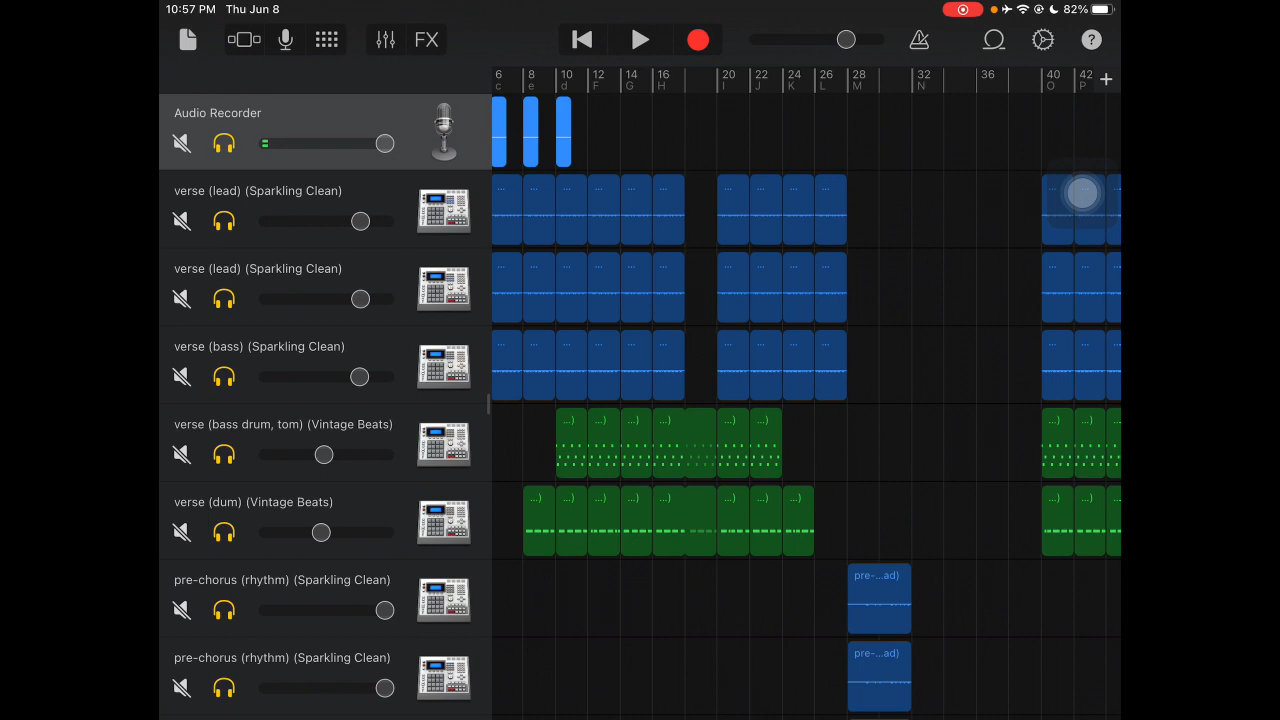 10:57 PM Thu Jun 8 82%
FX ?
6 8 10 12 14 16 20 22 24 26 28 32 36 40 42 +
c e d F G H I J K L M N O P
Audio Recorder
verse (lead) (Sparkling Clean)
... ... ... ... ... ... ... ... ... ... ... ... ...
verse (lead) (Sparkling Clean)
... ... ... ... ... ... ... ... ... ... ... ... ...
verse (bass) (Sparkling Clean)
... ... ... ... ... ... ... ... ... ... ... ... ...
verse (bass drum, tom) (Vintage Beats)
...) ...) ...) ...) ...) ...) ...) ...) ...)
verse (dum) (Vintage Beats)
...) ...) ...) ...) ...) ...) ...) ...) ...) ...) ...)
pre-chorus (rhythm) (Sparkling Clean)
pre-...ad)
pre-chorus (rhythm) (Sparkling Clean)
pre-...ad)